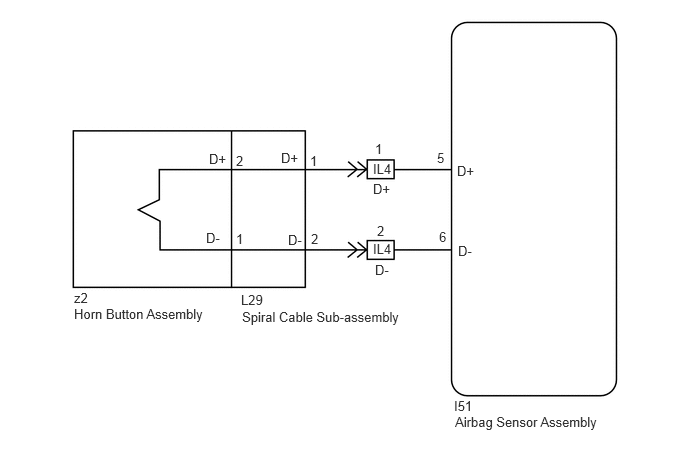 1
D+ 2 D+ 1 IL4 5 D+
D+
2
D- 1 D- 2 IL4 6 D-
D-
z2
Horn Button Assembly
L29
Spiral Cable Sub-assembly
I51
Airbag Sensor Assembly